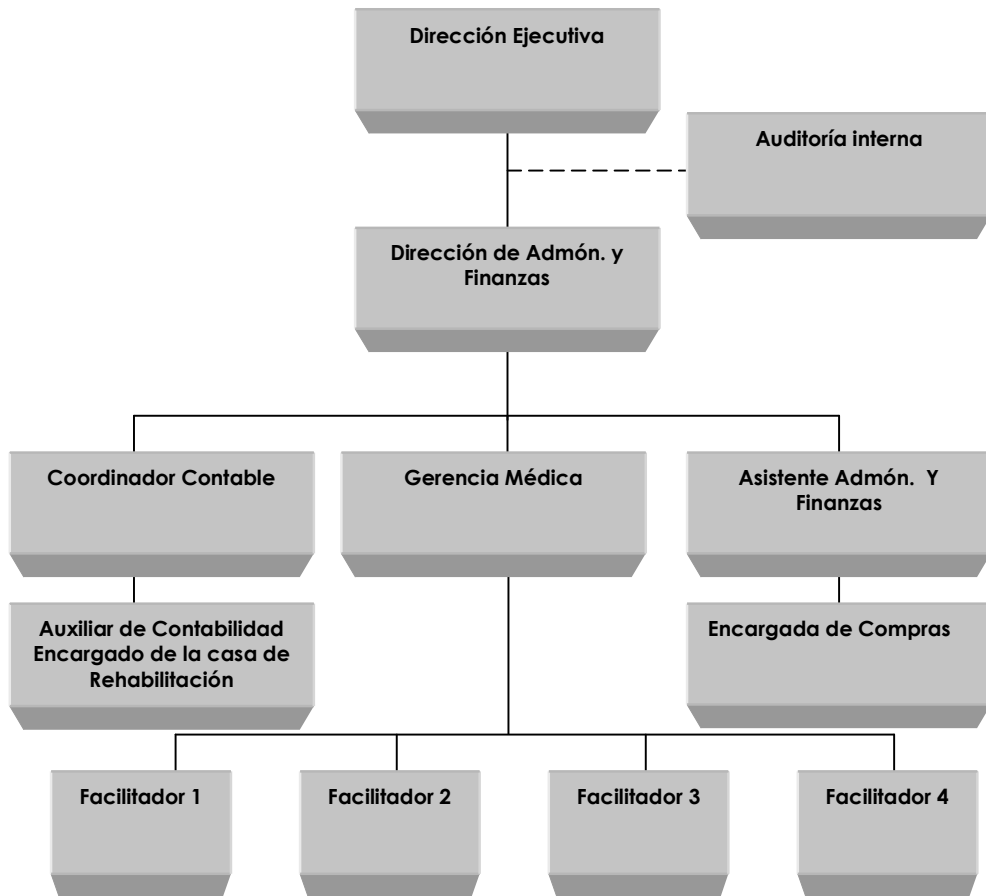 Dirección Ejecutiva
Auditoría interna
Dirección de Admón. y
Finanzas
Coordinador Contable
Gerencia Médica
Asistente Admón. Y
Finanzas
Auxiliar de Contabilidad
Encargado de la casa de
Rehabilitación
Encargada de Compras
Facilitador 1
Facilitador 2
Facilitador 3
Facilitador 4